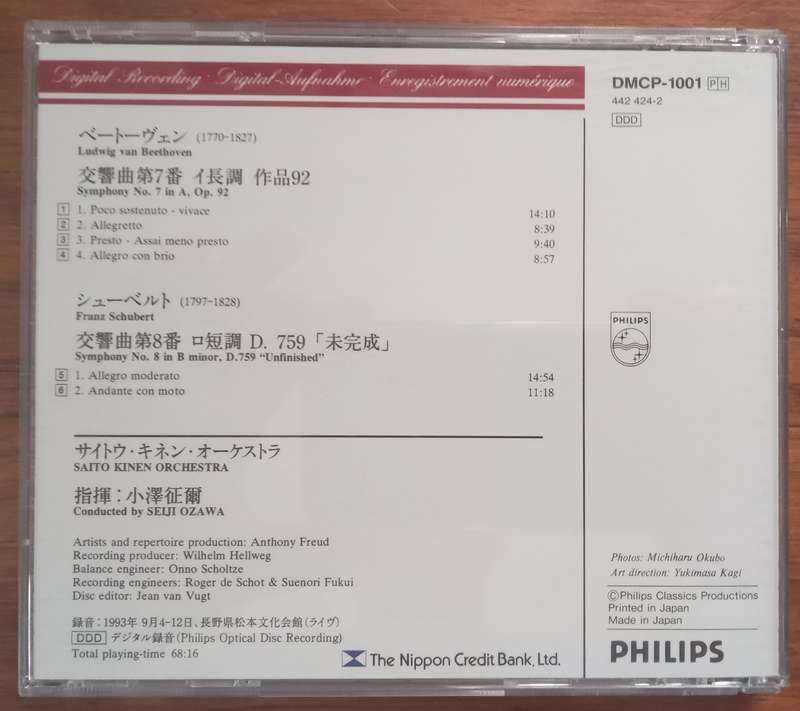 Digital Recording · Digital-Aufnahme · Enregistrement numérique
DMCP-1001 PH
442 424-2
DDD
ベートーヴェン (1770-1827)
Ludwig van Beethoven
交響曲第7番 イ長調 作品92
Symphony No. 7 in A, Op. 92
1 1. Poco sostenuto - vivace 14:10
2 2. Allegretto 8:39
3 3. Presto - Assai meno presto 9:40
4 4. Allegro con brio 8:57
シューベルト (1797-1828)
Franz Schubert
交響曲第8番 ロ短調 D. 759「未完成」
Symphony No. 8 in B minor, D.759 “Unfinished”
5 1. Allegro moderato 14:54
6 2. Andante con moto 11:18
サイトウ・キネン・オーケストラ
SAITO KINEN ORCHESTRA
指揮：小澤征爾
Conducted by SEIJI OZAWA
Artists and repertoire production: Anthony Freud
Recording producer: Wilhelm Hellweg
Balance engineer: Onno Scholtze
Recording engineers: Roger de Schot & Suenori Fukui
Disc editor: Jean van Vugt
録音：1993年 9月4-12日、長野県松本文化会館（ライヴ）
DDD デジタル録音（Philips Optical Disc Recording)
Total playing-time 68:16
The Nippon Credit Bank, Ltd.
PHILIPS
Photos: Michiharu Okubo
Art direction: Yukimasa Kagi
ⒸPhilips Classics Productions
Printed in Japan
Made in Japan
PHILIPS